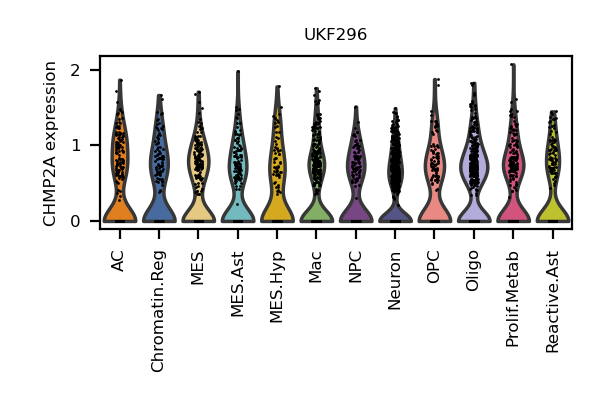 UKF296
CHMP2A expression
2
1
0
AC
Chromatin.Reg
MES
MES.Ast
MES.Hyp
Mac
NPC
Neuron
OPC
Oligo
Prolif.Metab
Reactive.Ast